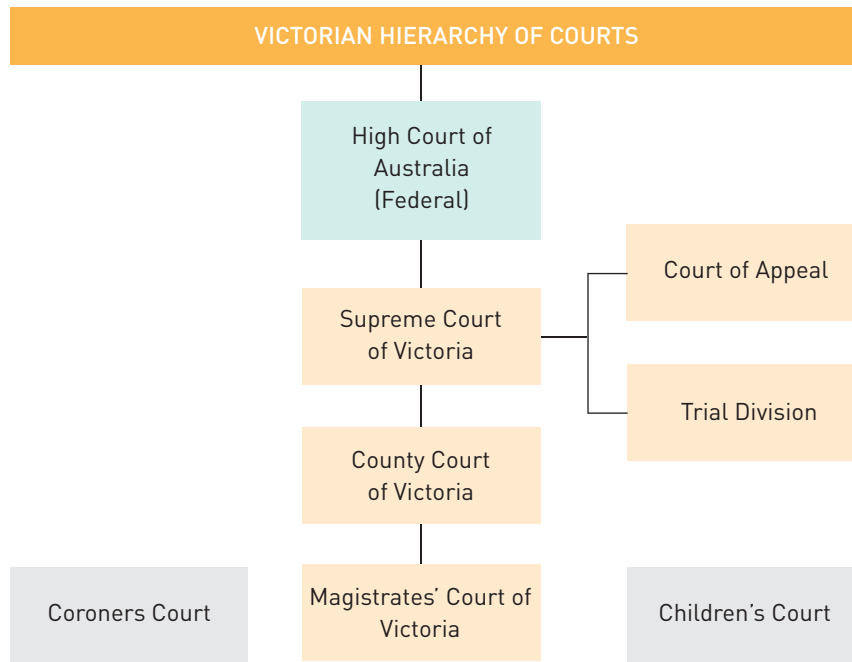 VICTORIAN HIERARCHY OF COURTS
High Court of
Australia
(Federal)
Supreme Court
of Victoria
Court of Appeal
Trial Division
County Court
of Victoria
Coroners Court
Magistrates’ Court of
Victoria
Children’s Court